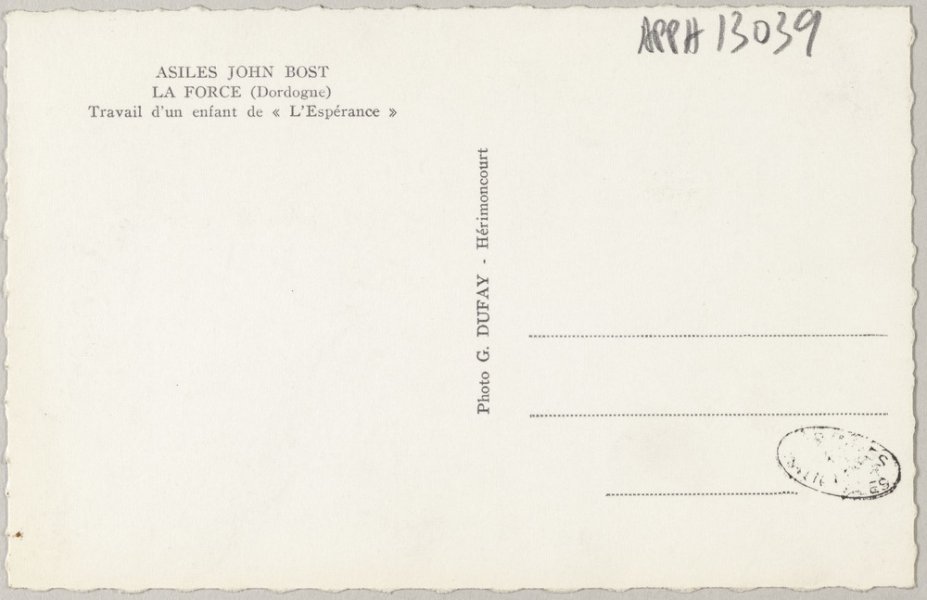 APPH 13039
ASILES JOHN BOST
LA FORCE (Dordogne)
Travail d'un enfant de « L'Espérance »
Photo G. DUFAY - Hérimoncourt